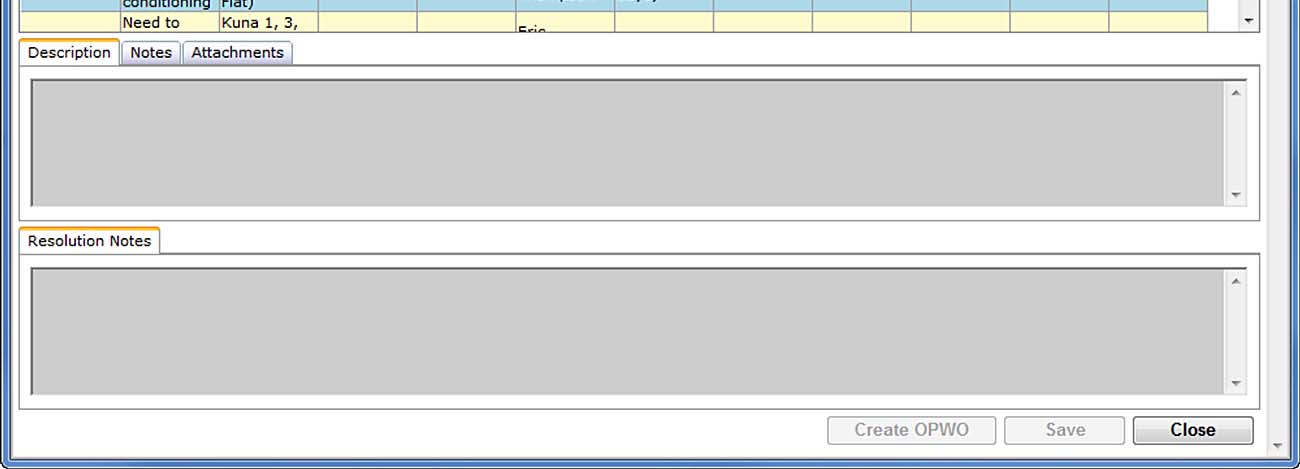 conditioning Flat)
Need to Kuna 1, 3,
Eric
Description Notes Attachments
Resolution Notes
Create OPWO Save Close